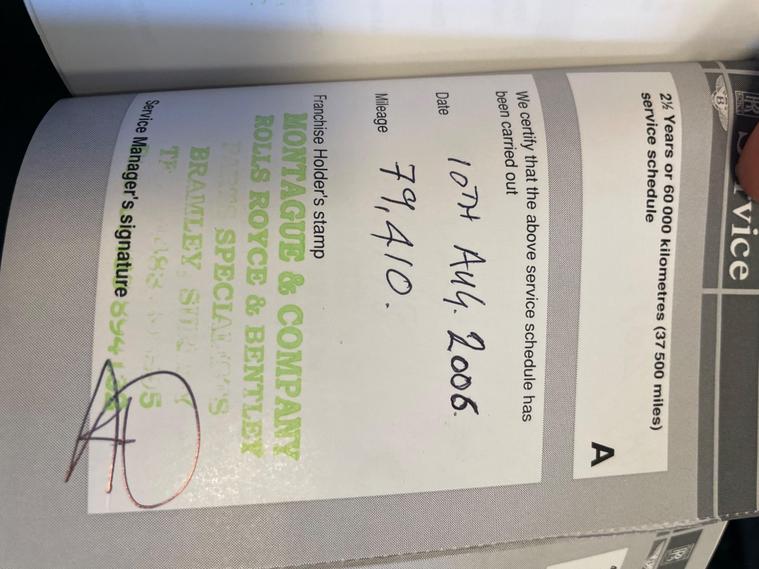 vice
2½ Years or 60 000 kilometres (37 500 miles)
service schedule
A
We certify that the above service schedule has
been carried out
Date 10TH AUG. 2006.
Mileage 79,410.
Franchise Holder's stamp
MONTAGUE & COMPANY
ROLLS ROYCE & BENTLEY
SPECIALISTS
BRAMLEY,
Service Manager's signature